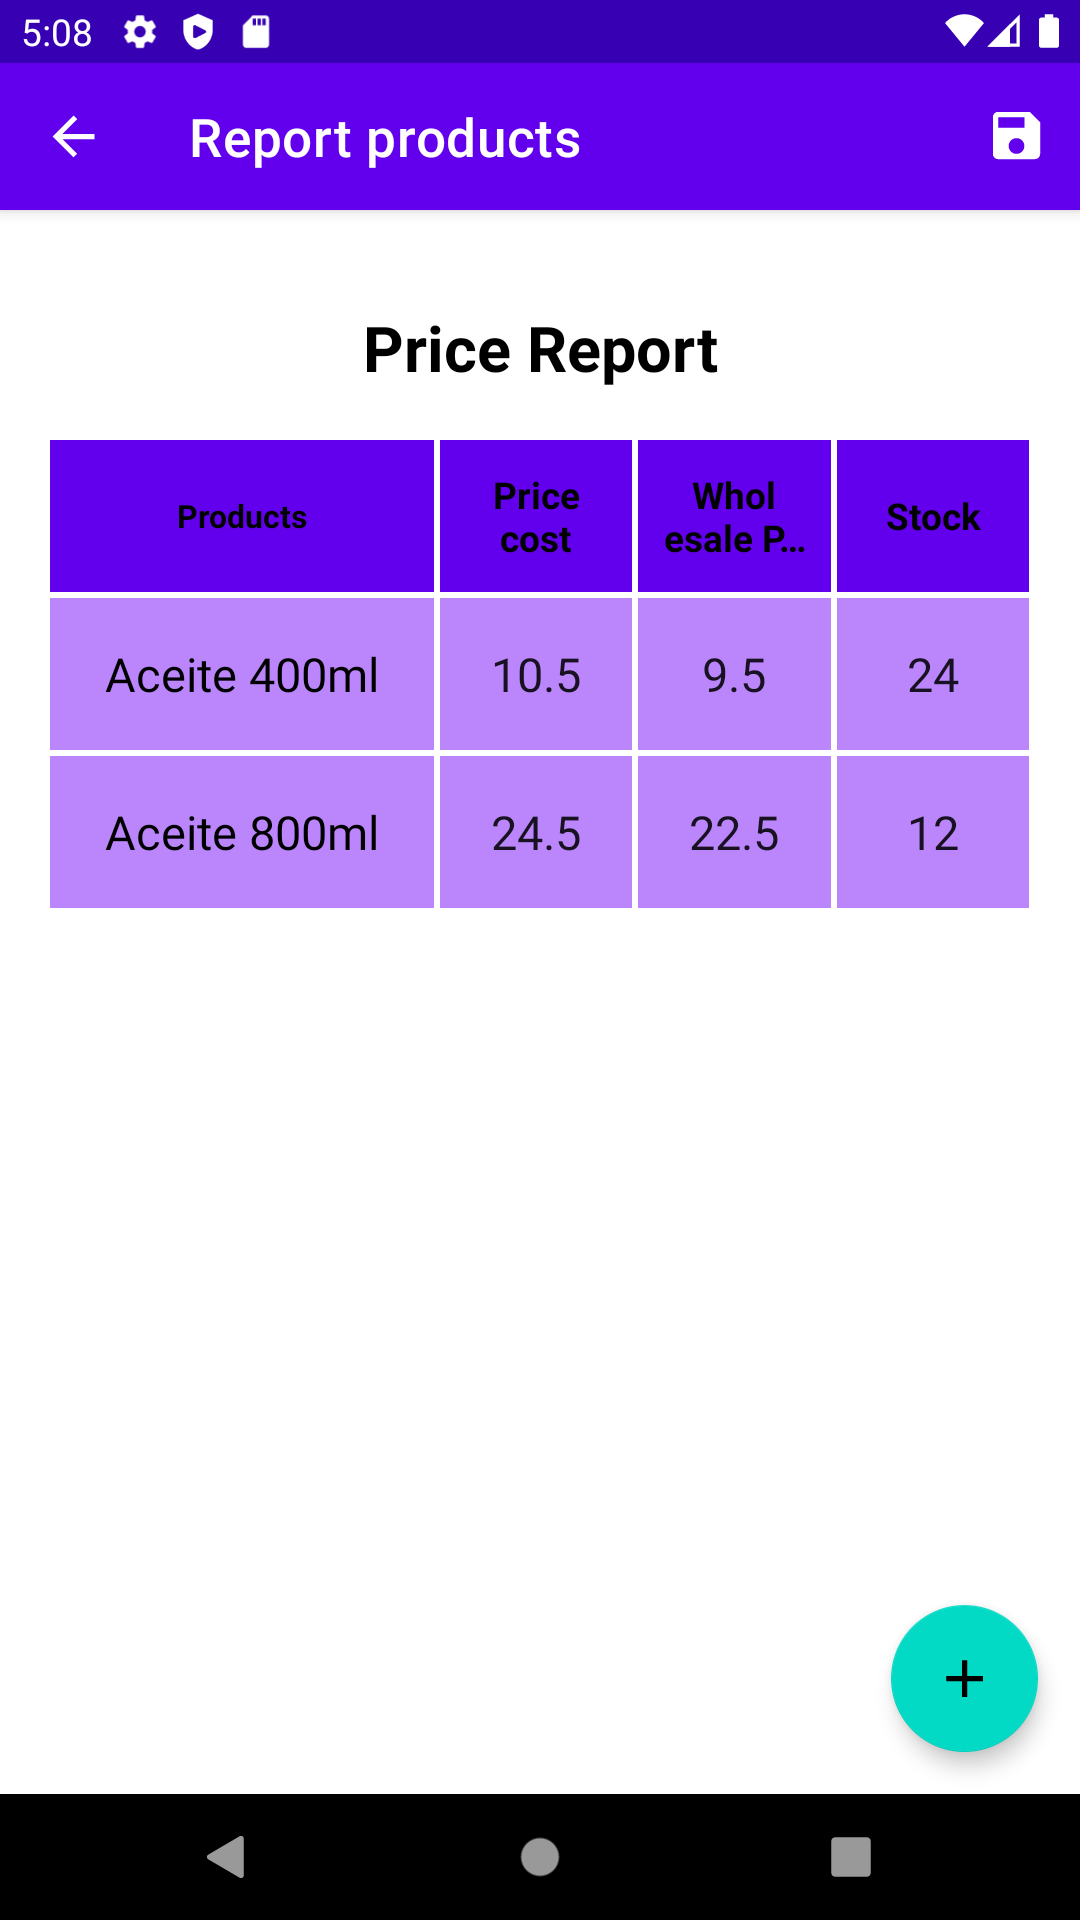 5:08
Report products
Price Report
Products
Price
cost
Whol
esale P...
Stock
Aceite 400ml
10.5
9.5
24
Aceite 800ml
24.5
22.5
12